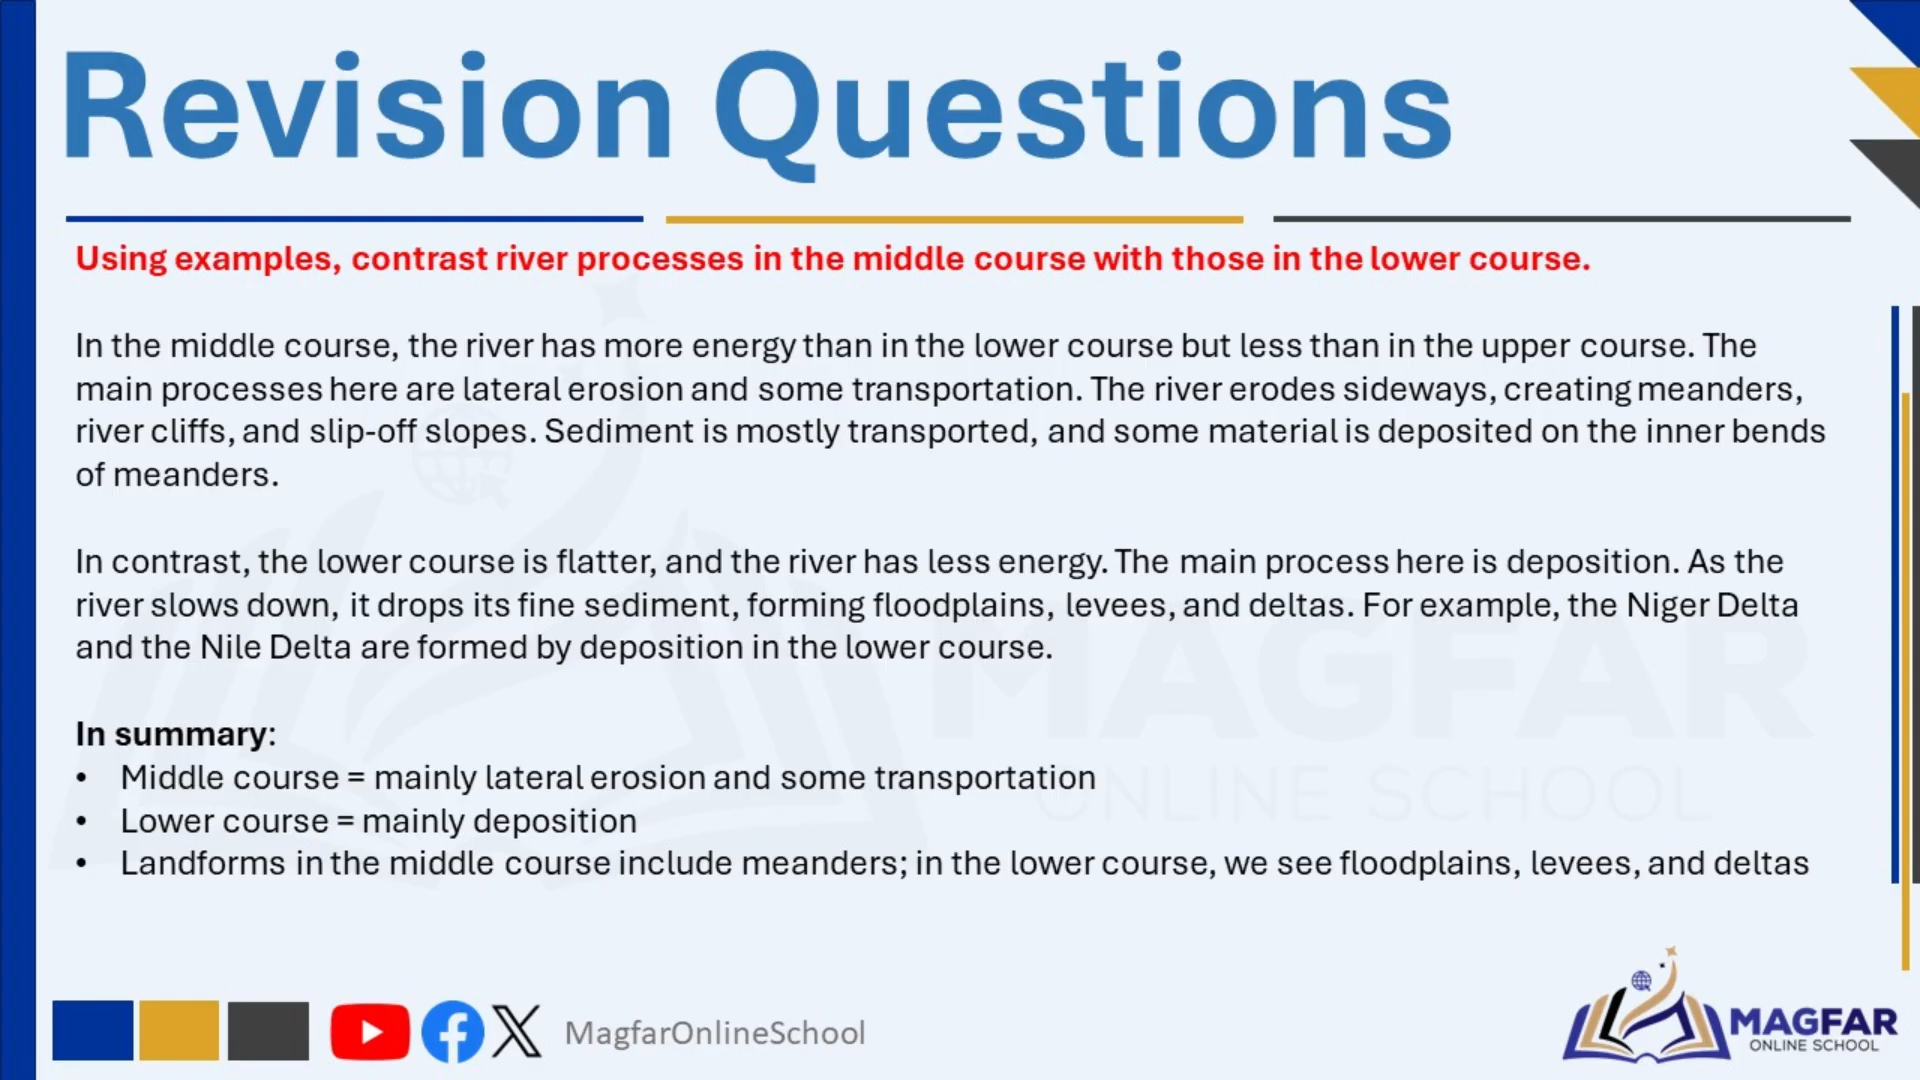 Revision Questions
Using examples, contrast river processes in the middle course with those in the lower course.
In the middle course, the river has more energy than in the lower course but less than in the upper course. The
main processes here are lateral erosion and some transportation. The river erodes sideways, creating meanders,
river cliffs, and slip-off slopes. Sediment is mostly transported, and some material is deposited on the inner bends
of meanders.
In contrast, the lower course is flatter, and the river has less energy. The main process here is deposition. As the
river slows down, it drops its fine sediment, forming floodplains, levees, and deltas. For example, the Niger Delta
and the Nile Delta are formed by deposition in the lower course.
In summary:
• Middle course = mainly lateral erosion and some transportation
• Lower course = mainly deposition
• Landforms in the middle course include meanders; in the lower course, we see floodplains, levees, and deltas
MAGFAR
ONLINE SCHOOL
MagfarOnlineSchool
MAGFAR
ONLINE SCHOOL